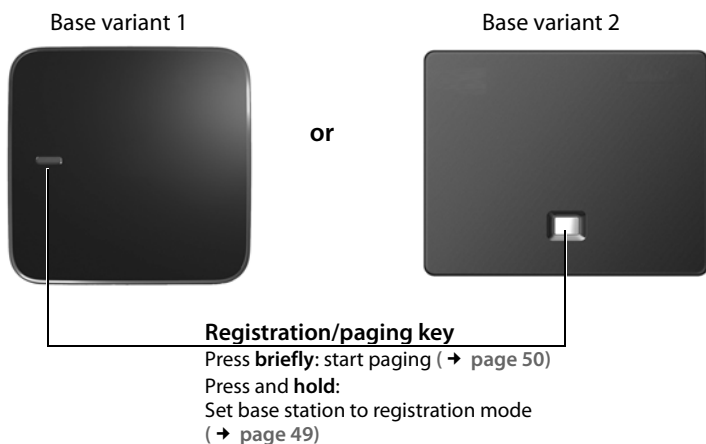 Base variant 1
Base variant 2
or
Registration/paging key
Press briefly: start paging ( ➔ page 50)
Press and hold:
Set base station to registration mode
( ➔ page 49)